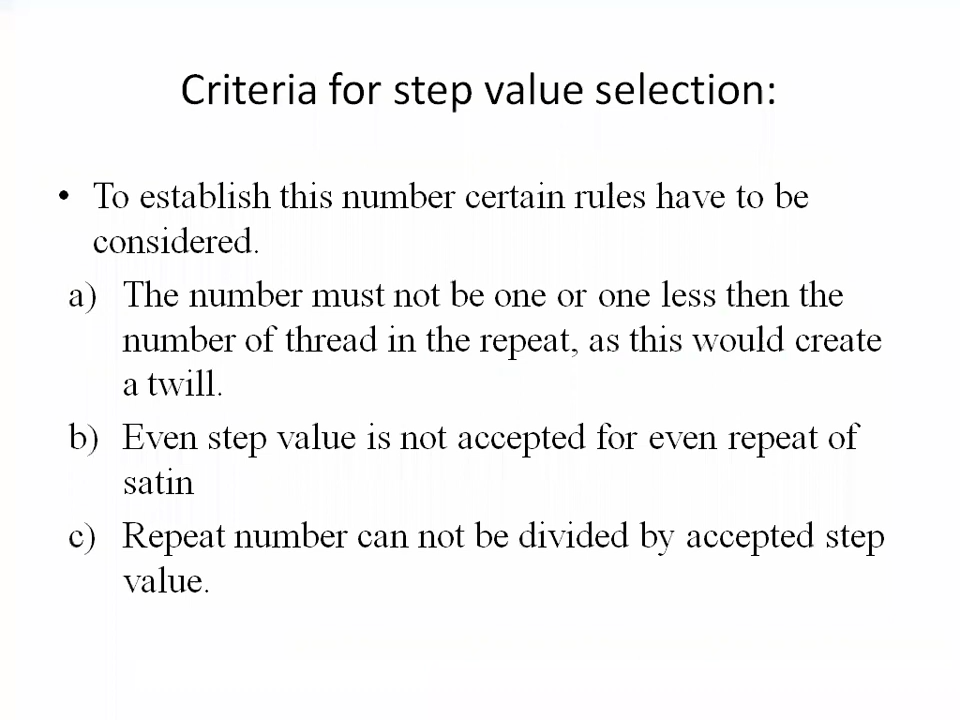 Criteria for step value selection:
• To establish this number certain rules have to be
considered.
a) The number must not be one or one less then the
number of thread in the repeat, as this would create
a twill.
b) Even step value is not accepted for even repeat of
satin
c) Repeat number can not be divided by accepted step
value.